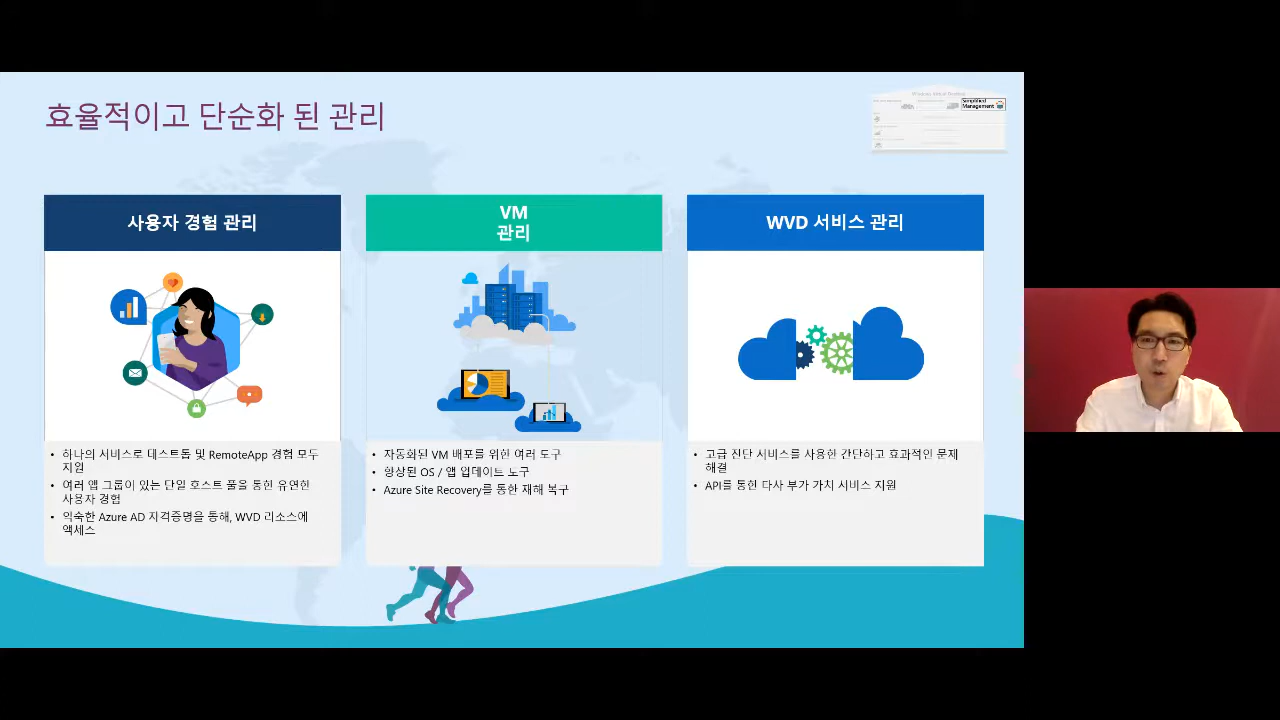 효율적이고 단순화 된 관리
Simplified
Management
사용자 경험 관리
VM
관리
WVD 서비스 관리
• 하나의 서비스로 데스트톱 및 RemoteApp 경험 모두
지원
• 여러 앱 그룹이 있는 단일 호스트 풀을 통한 유연한
사용자 경험
• 익숙한 Azure AD 자격증명을 통해, WVD 리소스에
액세스
• 자동화된 VM 배포를 위한 여러 도구
• 향상된 OS / 앱 업데이트 도구
• Azure Site Recovery를 통한 재해 복구
• 고급 진단 서비스를 사용한 간단하고 효과적인 문제
해결
• API를 통한 다사 부가 가치 서비스 지원